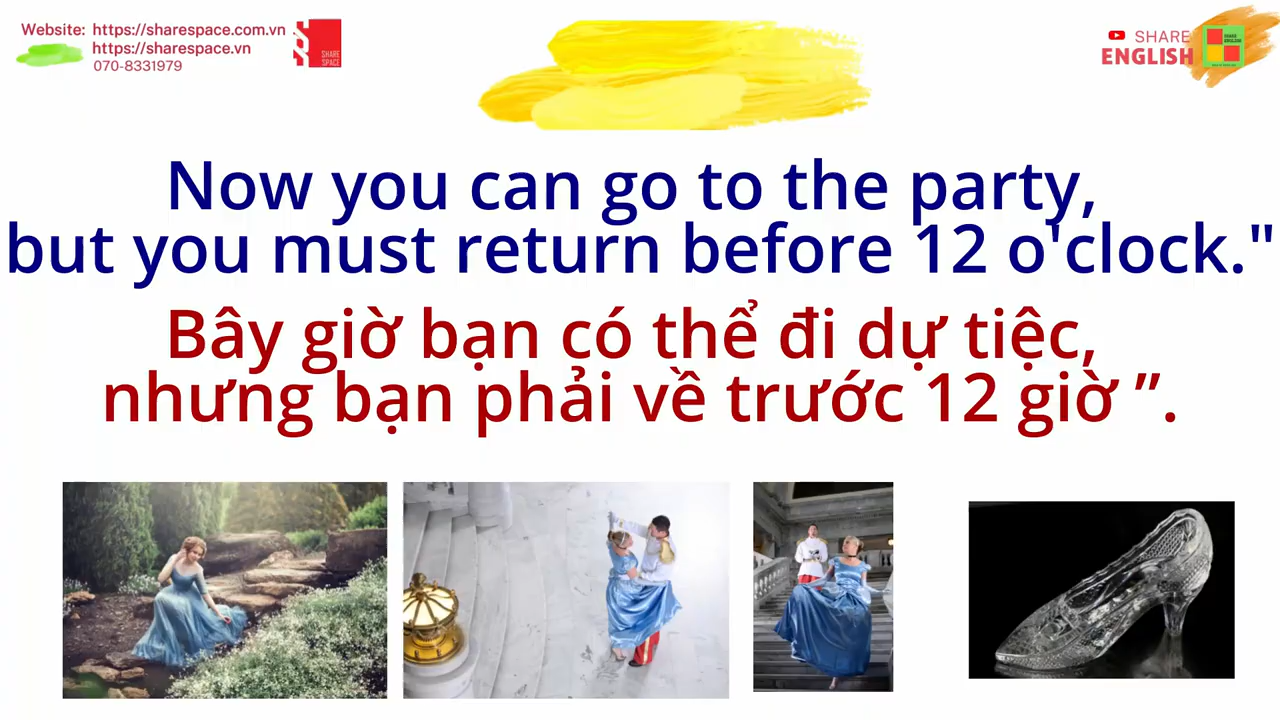 Website: https://sharespace.com.vn
https://sharespace.vn
070-8331979
SHARE
SPACE
SHARE
ENGLISH
Now you can go to the party,
but you must return before 12 o'clock."
Bây giờ bạn có thể đi dự tiệc,
nhưng bạn phải về trước 12 giờ ”.